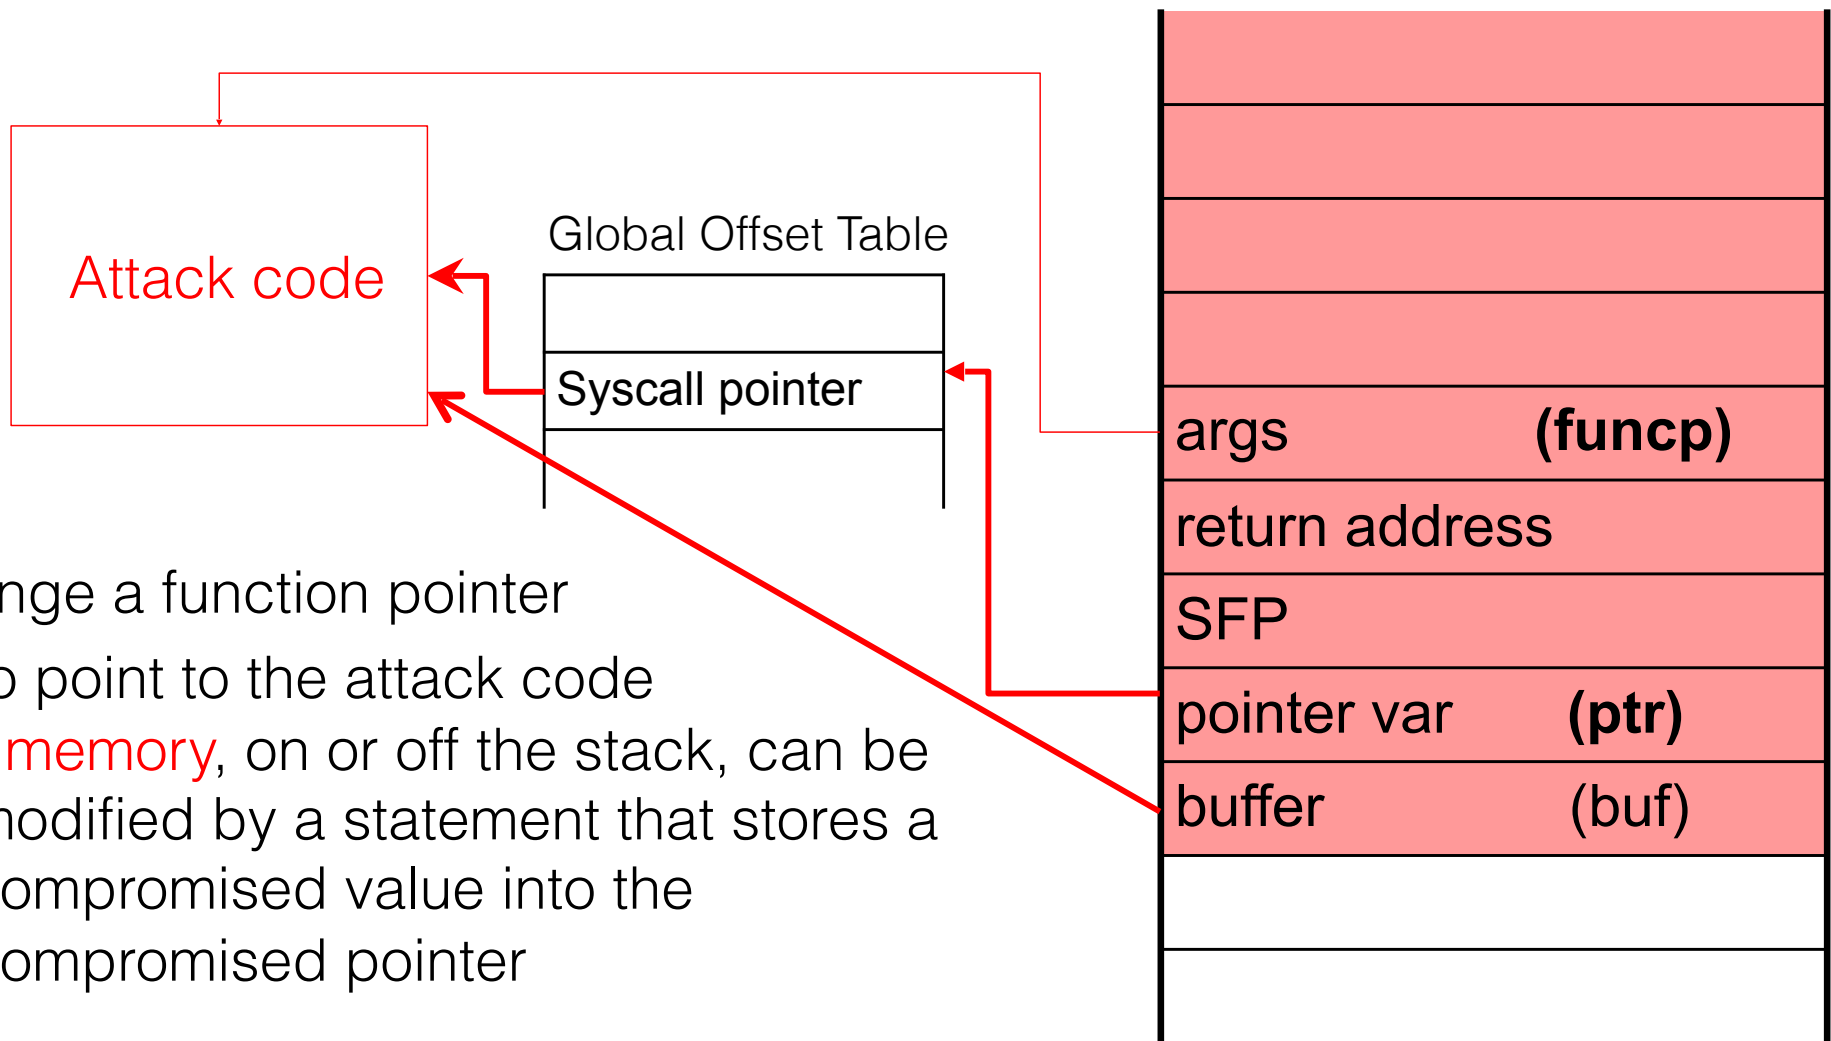 Global Offset Table
Attack code
Syscall pointer
args (funcp)
return address
SFP
pointer var (ptr)
buffer (buf)
nge a function pointer
point to the attack code
memory, on or off the stack, can be
modified by a statement that stores a
ompromised value into the
ompromised pointer